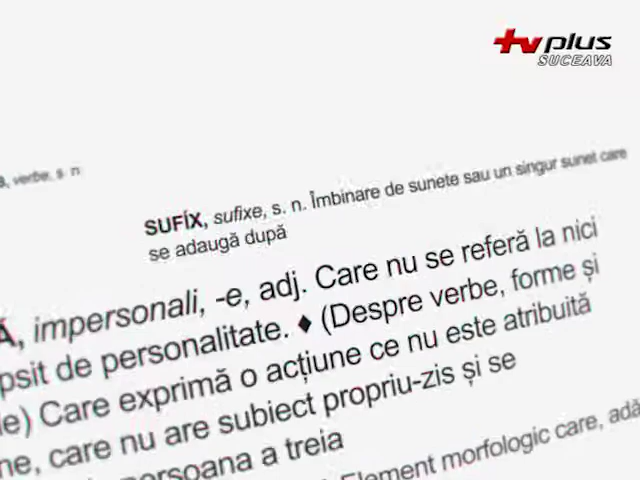 tv plus
SUCEAVA
verbe, s. n.
SUFÍX, sufixe, s. n. Îmbinare de sunete sau un singur sunet care
se adaugă după
Ă, impersonali, -e, adj. Care nu se referă la nici
psit de personalitate. ♦ (Despre verbe, forme și
le) Care exprimă o acțiune ce nu este atribuită
ne, care nu are subiect propriu-zis și se
persoana a treia
Element morfologic care, adă